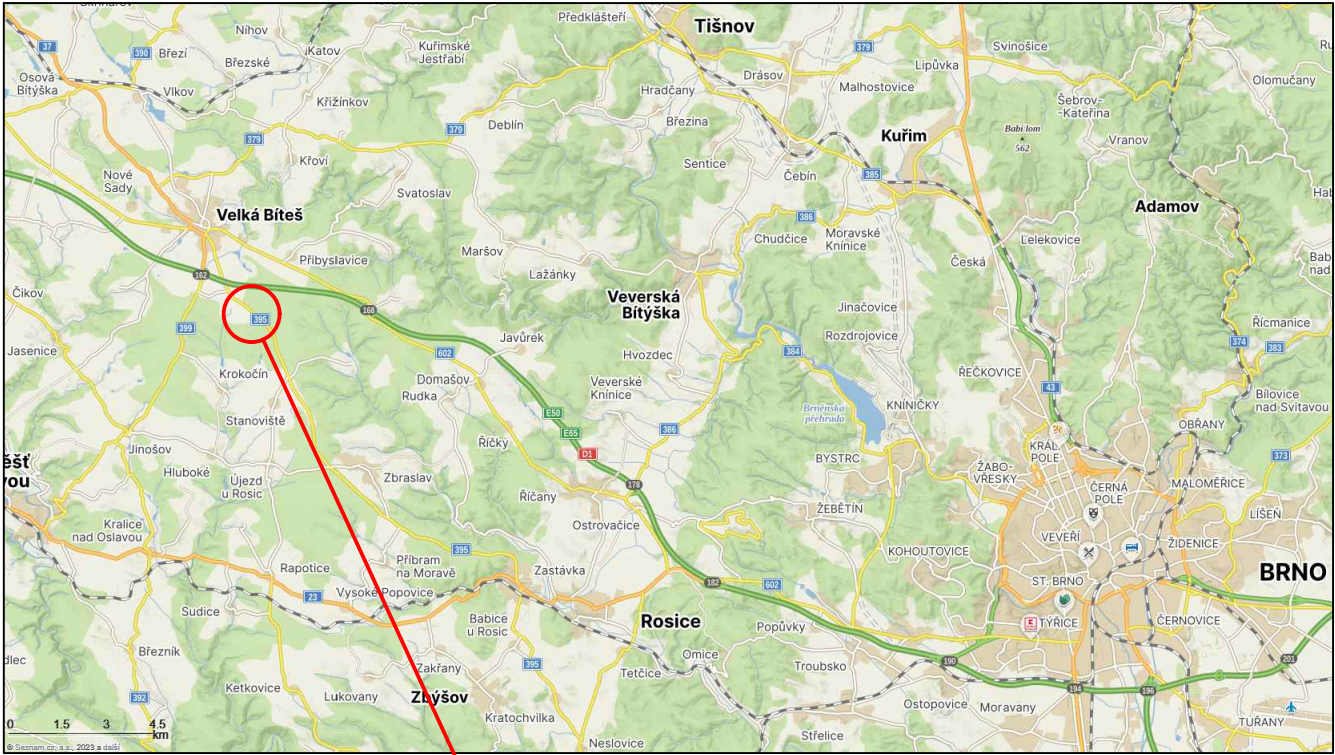 Předklášteří
Tišnov
Níhov
Katov
Kuřimské
Jestřabí
379
Svinošice
37
390
Březí
Březské
Drásov
Lipůvka
Osová
Bítýška
Vlkov
Křižínkov
Hradčany
Malhostovice
Olomučany
Šebrov-
-Kateřina
Deblín
379
Březina
Kuřim
Babí lom
562
Vranov
379
Křoví
Sentice
Čebín
385
Nové
Sady
Svatoslav
Velká Bíteš
386
Adamov
Chudčice
Moravské
Knínice
Lelekovice
Maršov
Přibyslavice
Lažánky
Česká
162
Čikov
Veverská
Bítýška
168
Jinačovice
395
399
Javůrek
Rozdrojovice
Řícmanice
Jasenice
602
Hvozdec
384
374
383
Krokočín
Domašov
Rudka
Veverské
Knínice
ŘEČKOVICE
43
Bílovice
nad Svitavou
Stanoviště
E50
Brněnská
přehrada
KNÍNIČKY
E65
386
OBŘANY
Jinošov
Říčky
D1
KRÁL.
POLE
Hluboké
Újezd
u Rosic
Zbraslav
BYSTRC
373
ŽABO-
VŘESKY
ČERNÁ
POLE
MALOMĚŘICE
178
Říčany
Kralice
nad Oslavou
Ostrovačice
ŽEBĚTÍN
LÍŠEŇ
VEVEŘÍ
ŽIDENICE
395
KOHOUTOVICE
Příbram
na Moravě
Rapotice
Zastávka
BRNO
182
602
ST. BRNO
Vysoké Popovice
23
Sudice
Babice
u Rosic
Rosice
Popůvky
ČERNOVICE
Březník
Omice
Troubsko
190
201
Zakřany
395
Tetčice
194
196
392
Ketkovice
Lukovany
Zbýšov
Ostopovice
Moravany
Kratochvilka
TUŘANY
0 1.5 3 4.5
km
Neslovice
Střelice
© Seznam.cz, a.s., 2023 a další